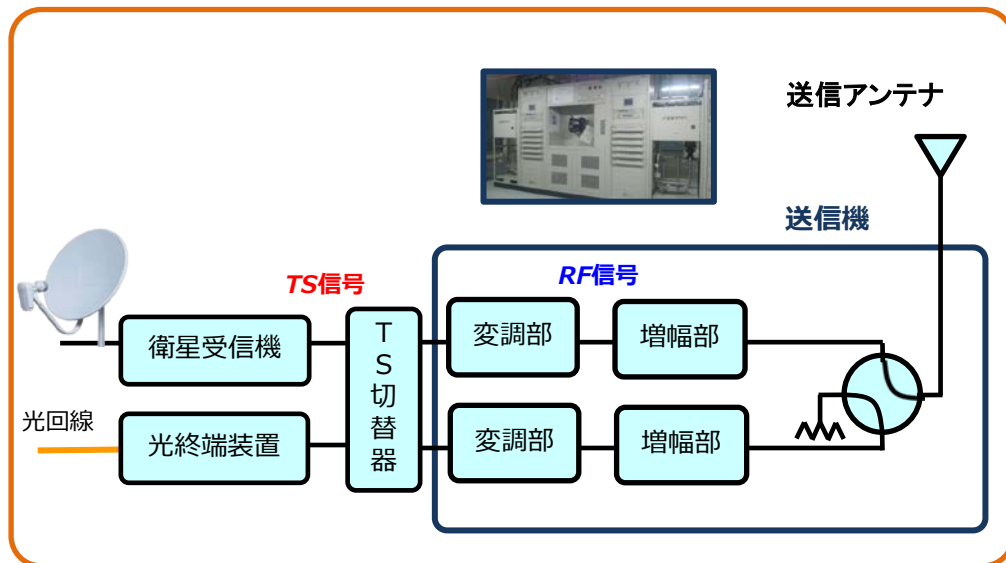 送信アンテナ
送信機
TS信号
RF信号
衛星受信機
TS切替器
変調部
増幅部
光回線
光終端装置
変調部
増幅部